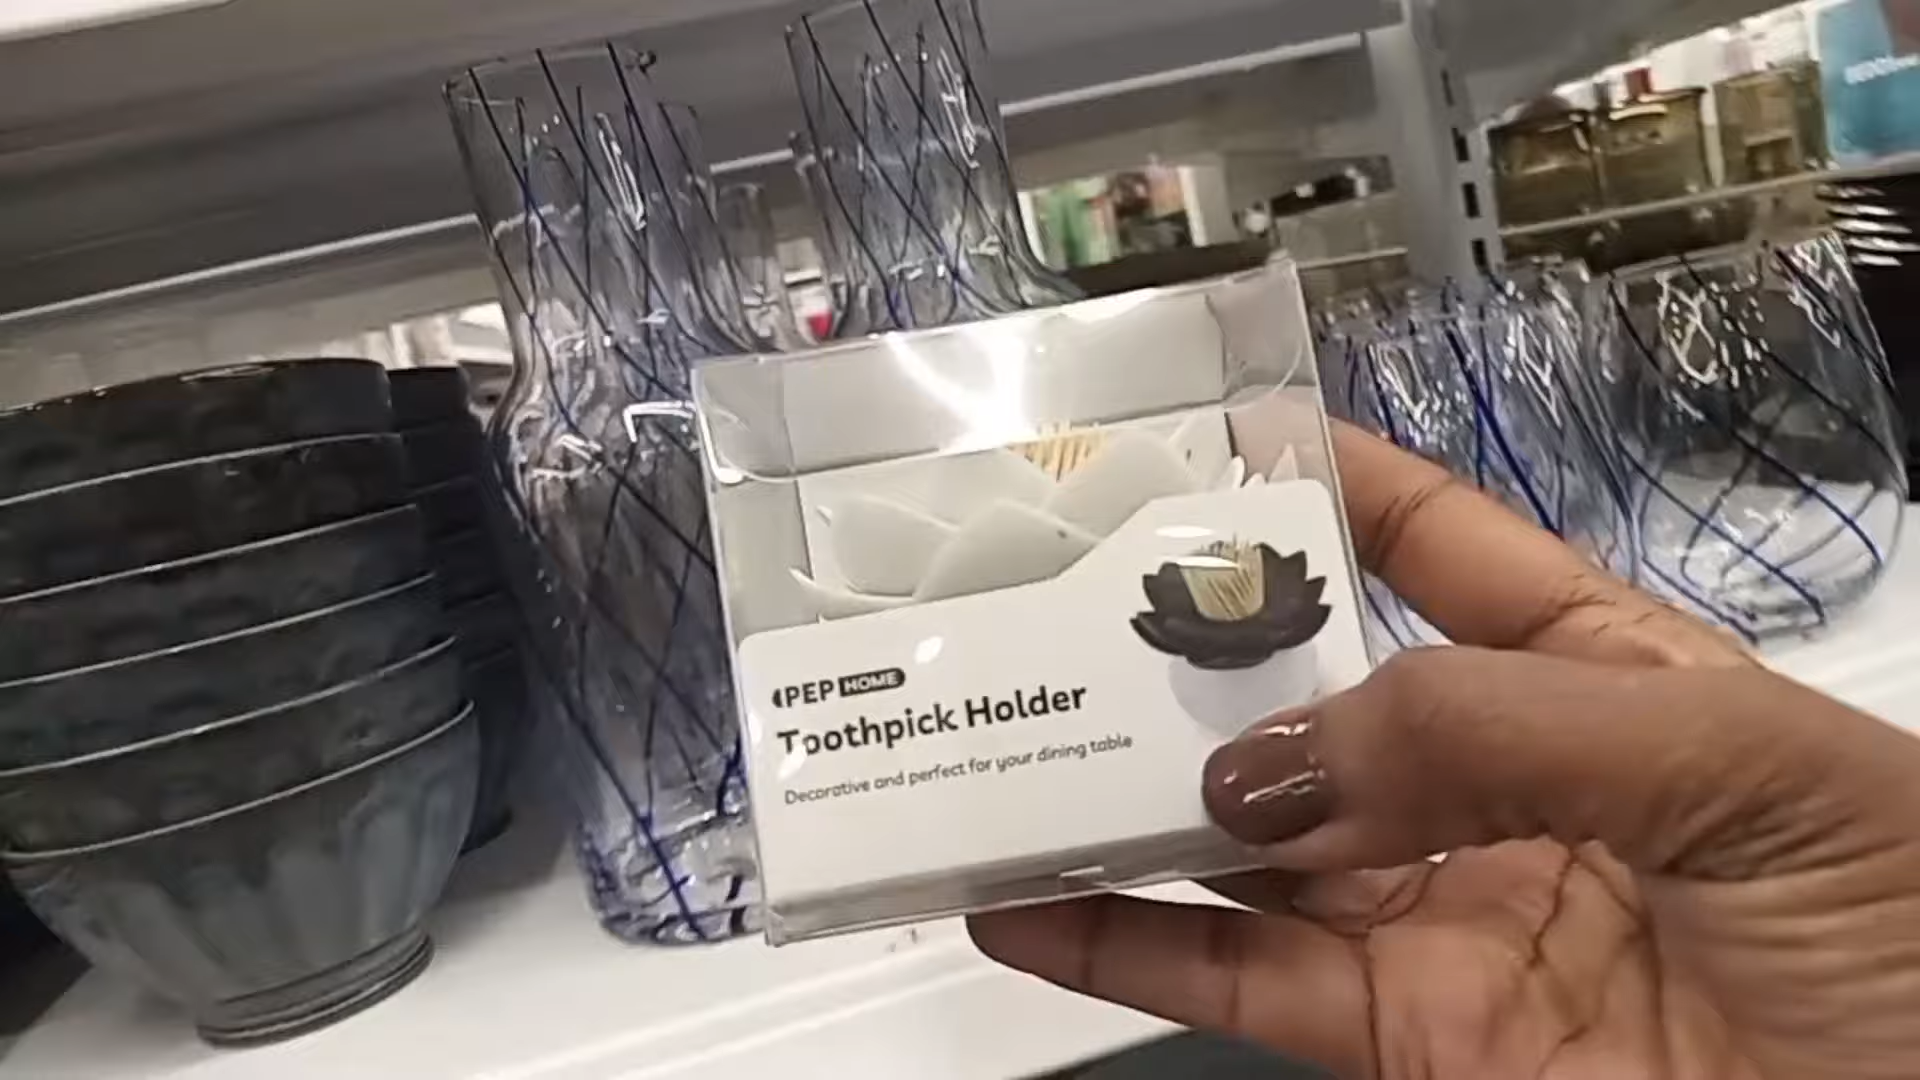 PEP HOME
Toothpick Holder
Decorative and perfect for your dining table